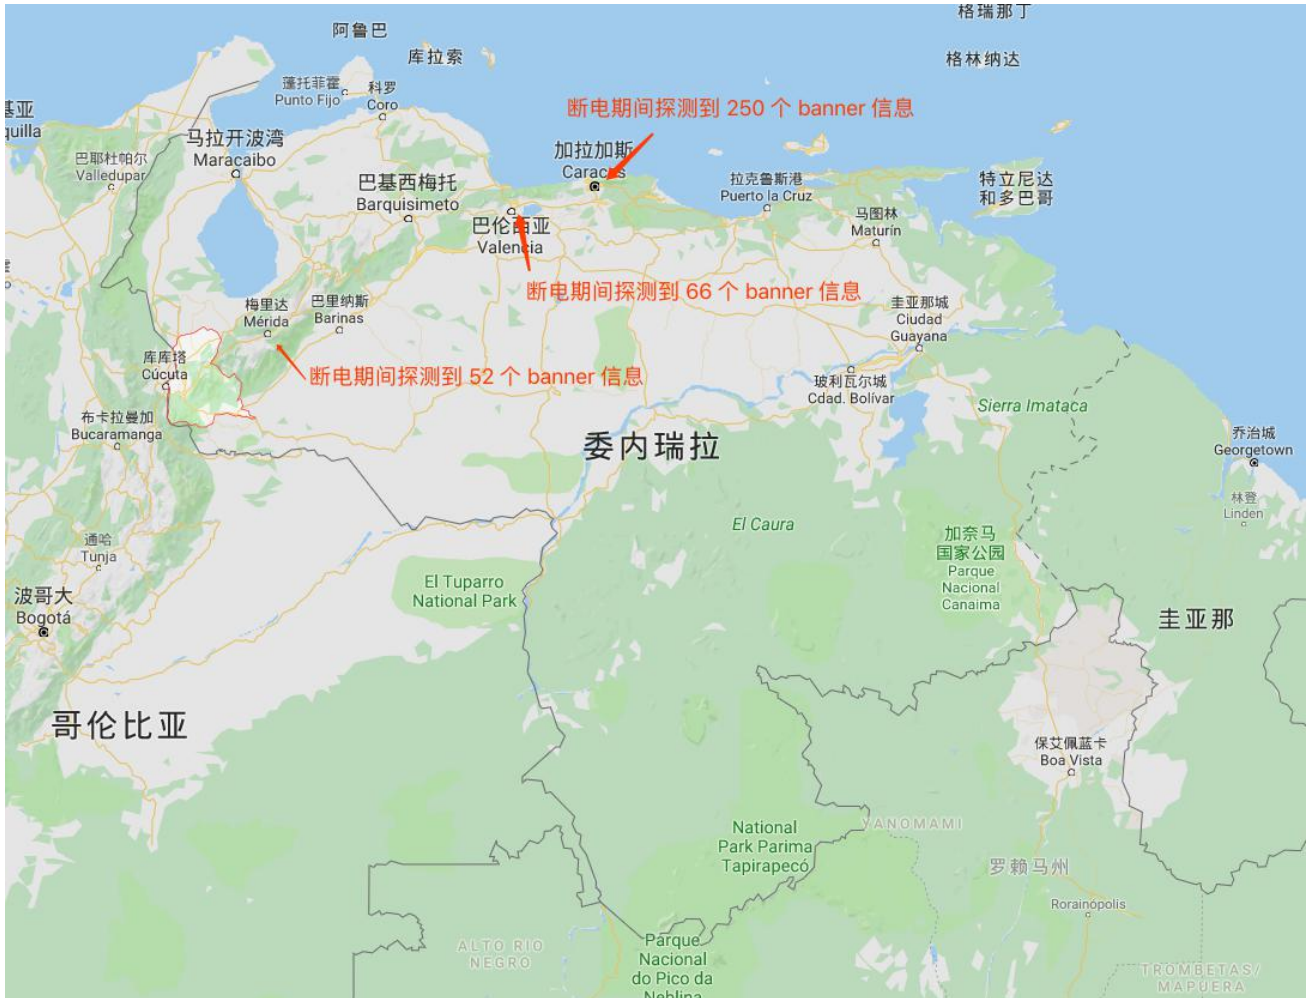 格瑞那丁
阿鲁巴
库拉索
格林纳达
蓬托菲霍
Punto Fijo
科罗
Coro
基亚
quilla
断电期间探测到 250 个 banner 信息
马拉开波湾
Maracaibo
加拉加斯
Caracas
巴耶杜帕尔
Valledupar
巴基西梅托
Barquisimeto
拉克鲁斯港
Puerto la Cruz
特立尼达
和多巴哥
马图林
Maturín
巴伦西亚
Valencia
断电期间探测到 66 个 banner 信息
梅里达
Mérida
巴里纳斯
Barinas
圭亚那城
Ciudad
Guayana
库库塔
Cúcuta
断电期间探测到 52 个 banner 信息
玻利瓦尔城
Cdad. Bolívar
Sierra Imataca
布卡拉曼加
Bucaramanga
委内瑞拉
乔治城
Georgetown
林登
Linden
El Caura
加奈马
国家公园
Parque
Nacional
Canaima
通哈
Tunja
El Tuparro
National Park
波哥大
Bogotá
圭亚那
哥伦比亚
保艾佩蓝卡
Boa Vista
National
Park Parima
Tapirapecó
YANOMAMI
罗赖马州
Rorainópolis
ALTO RIO
NEGRO
Parque
Nacional
do Pico da
Neblina
TROMBETAS/
MAPUERA